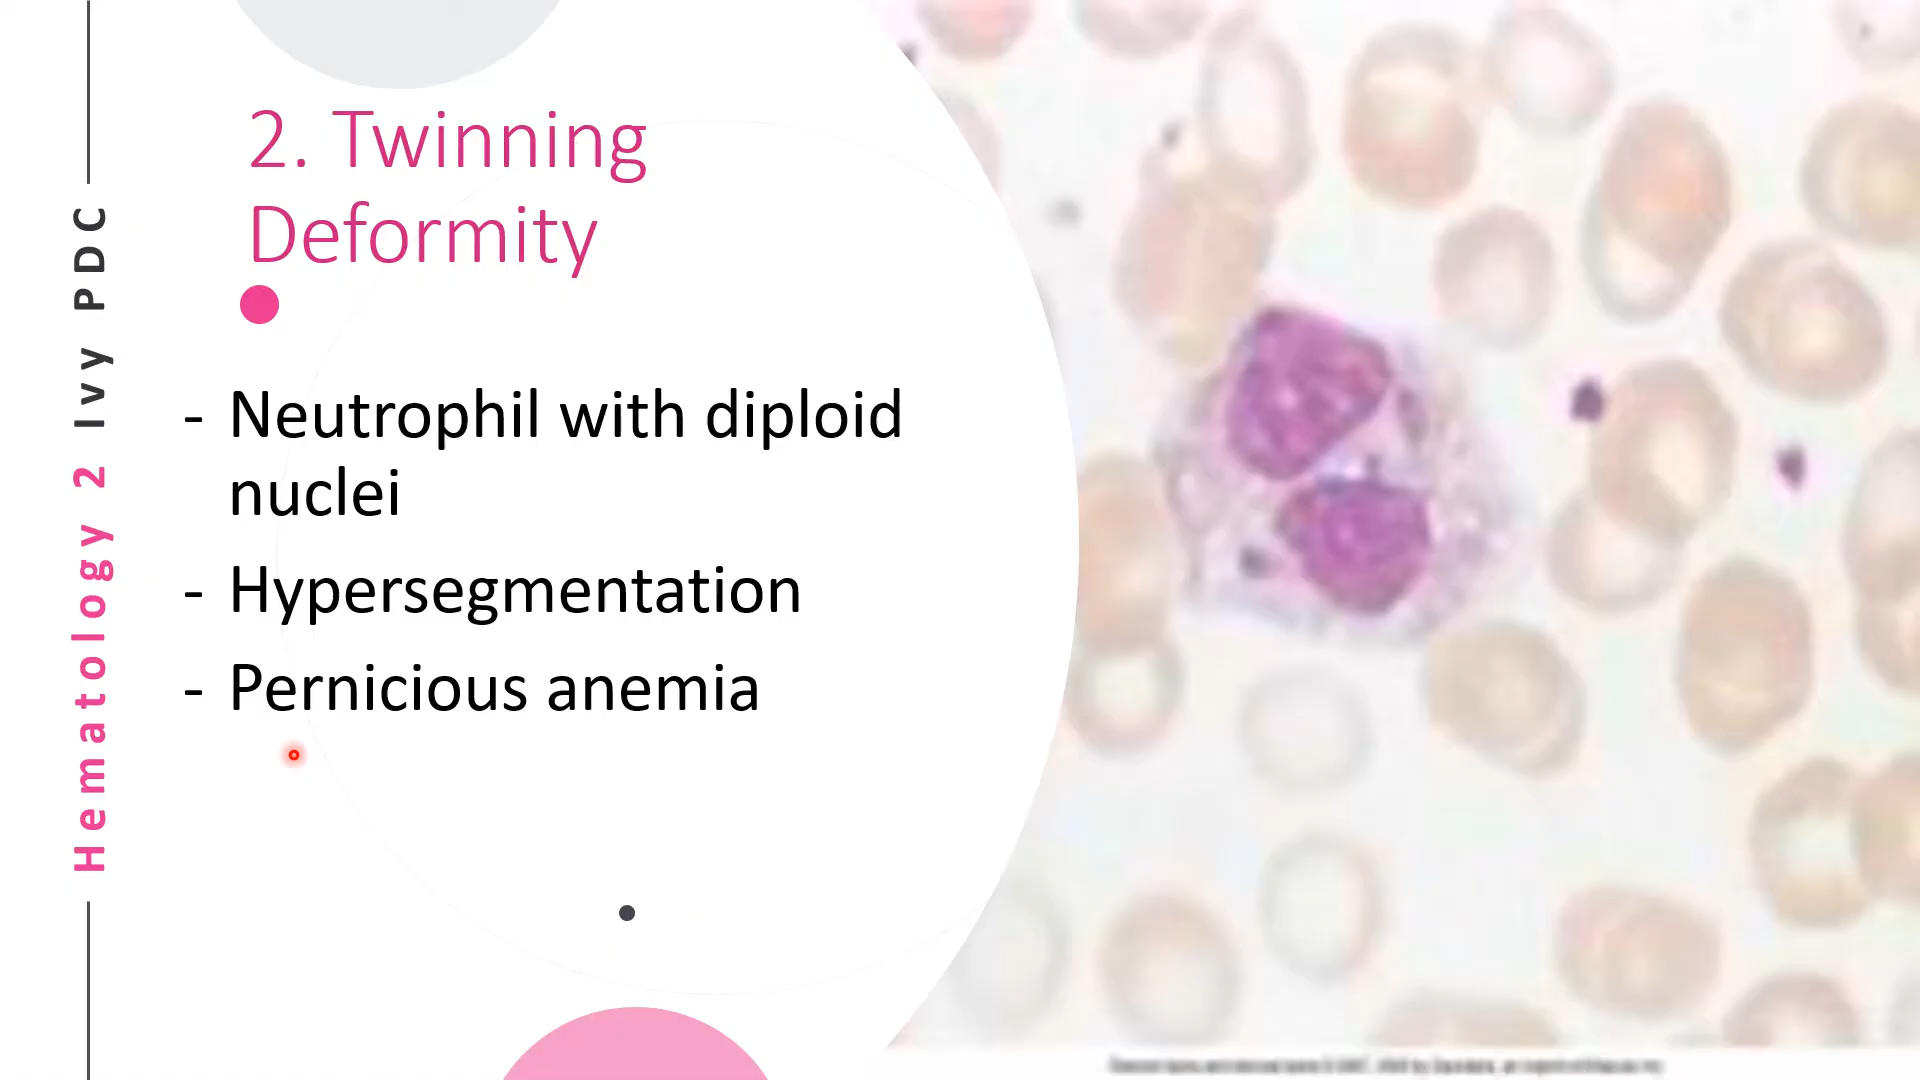 2. Twinning
Deformity
- Neutrophil with diploid
nuclei
- Hypersegmentation
- Pernicious anemia
Hematology 2 Ivy PDC